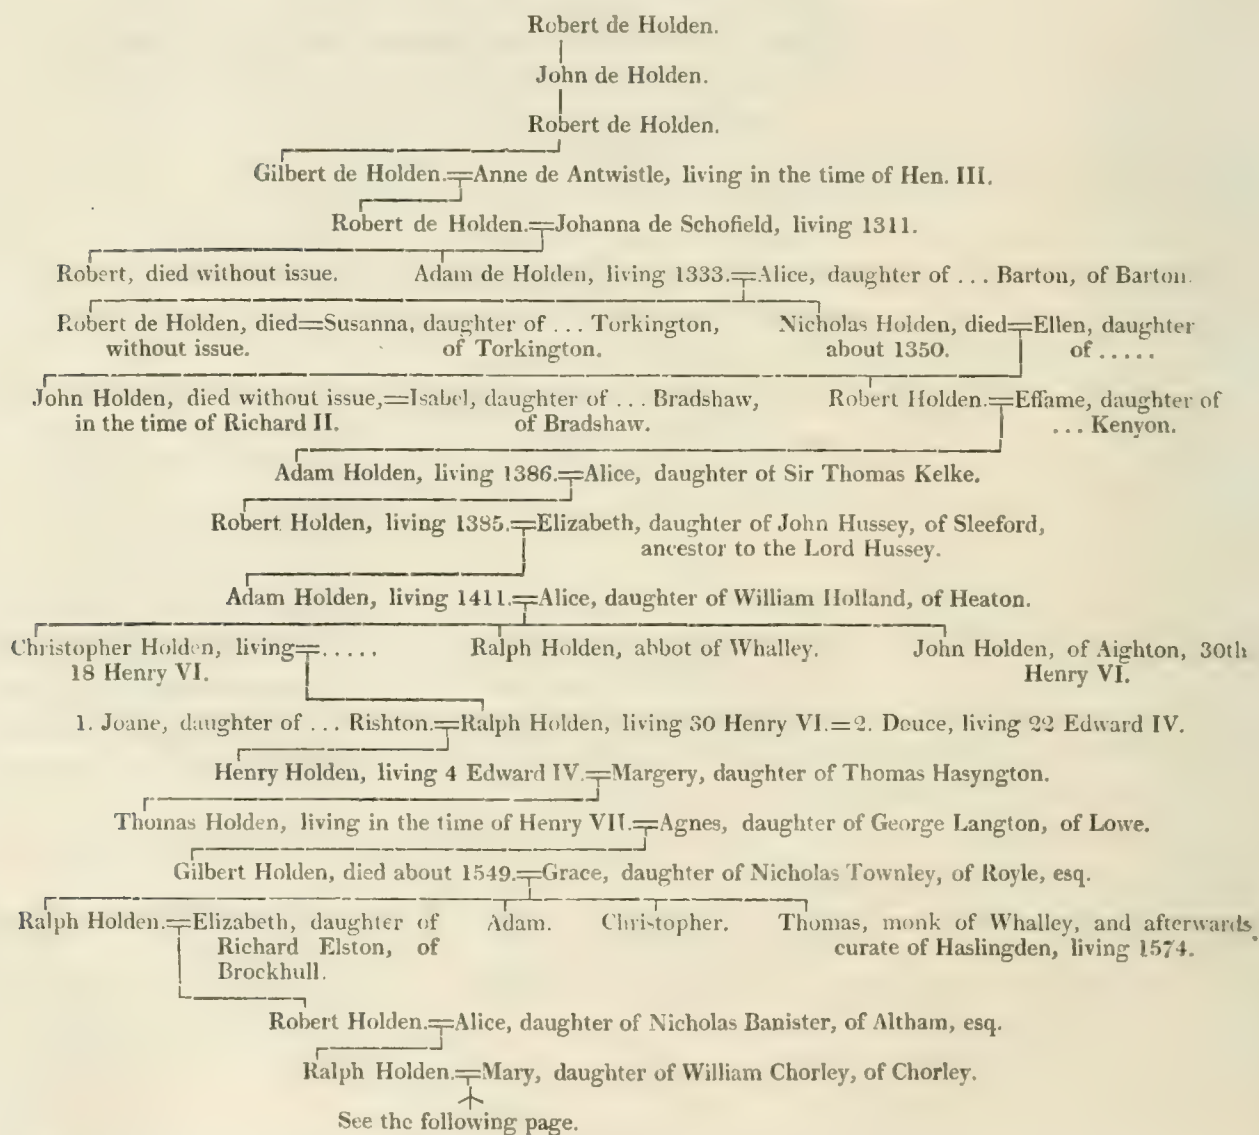 Robert de Holden.
John de Holden.
Robert de Holden.
Gilbert de Holden.=Anne de Antwistle, living in the time of Hen. III.
Robert de Holden.=Johanna de Schofield, living 1311.
Robert, died without issue. Adam de Holden, living 1333.=Alice, daughter of ... Barton, of Barton.
Robert de Holden, died=Susanna, daughter of ... Torkington, Nicholas Holden, died=Ellen, daughter
without issue. of Torkington. about 1350. of .....
John Holden, died without issue,=Isabel, daughter of ... Bradshaw, Robert Holden.=Effame, daughter of
in the time of Richard II. of Bradshaw. ... Kenyon.
Adam Holden, living 1386.=Alice, daughter of Sir Thomas Kelke.
Robert Holden, living 1385.=Elizabeth, daughter of John Hussey, of Sleeford,
ancestor to the Lord Hussey.
Adam Holden, living 1411.=Alice, daughter of William Holland, of Heaton.
Christopher Holden, living=..... Ralph Holden, abbot of Whalley. John Holden, of Aighton, 30th
18 Henry VI. Henry VI.
1. Joane, daughter of ... Rishton.=Ralph Holden, living 30 Henry VI.=2. Douce, living 22 Edward IV.
Henry Holden, living 4 Edward IV.=Margery, daughter of Thomas Hasyngton.
Thomas Holden, living in the time of Henry VII.=Agnes, daughter of George Langton, of Lowe.
Gilbert Holden, died about 1549.=Grace, daughter of Nicholas Townley, of Royle, esq.
Ralph Holden.=Elizabeth, daughter of Adam. Christopher. Thomas, monk of Whalley, and afterwards
Richard Elston, of curate of Haslingden, living 1574.
Brockhull.
Robert Holden.=Alice, daughter of Nicholas Banister, of Altham, esq.
Ralph Holden.=Mary, daughter of William Chorley, of Chorley.
See the following page.